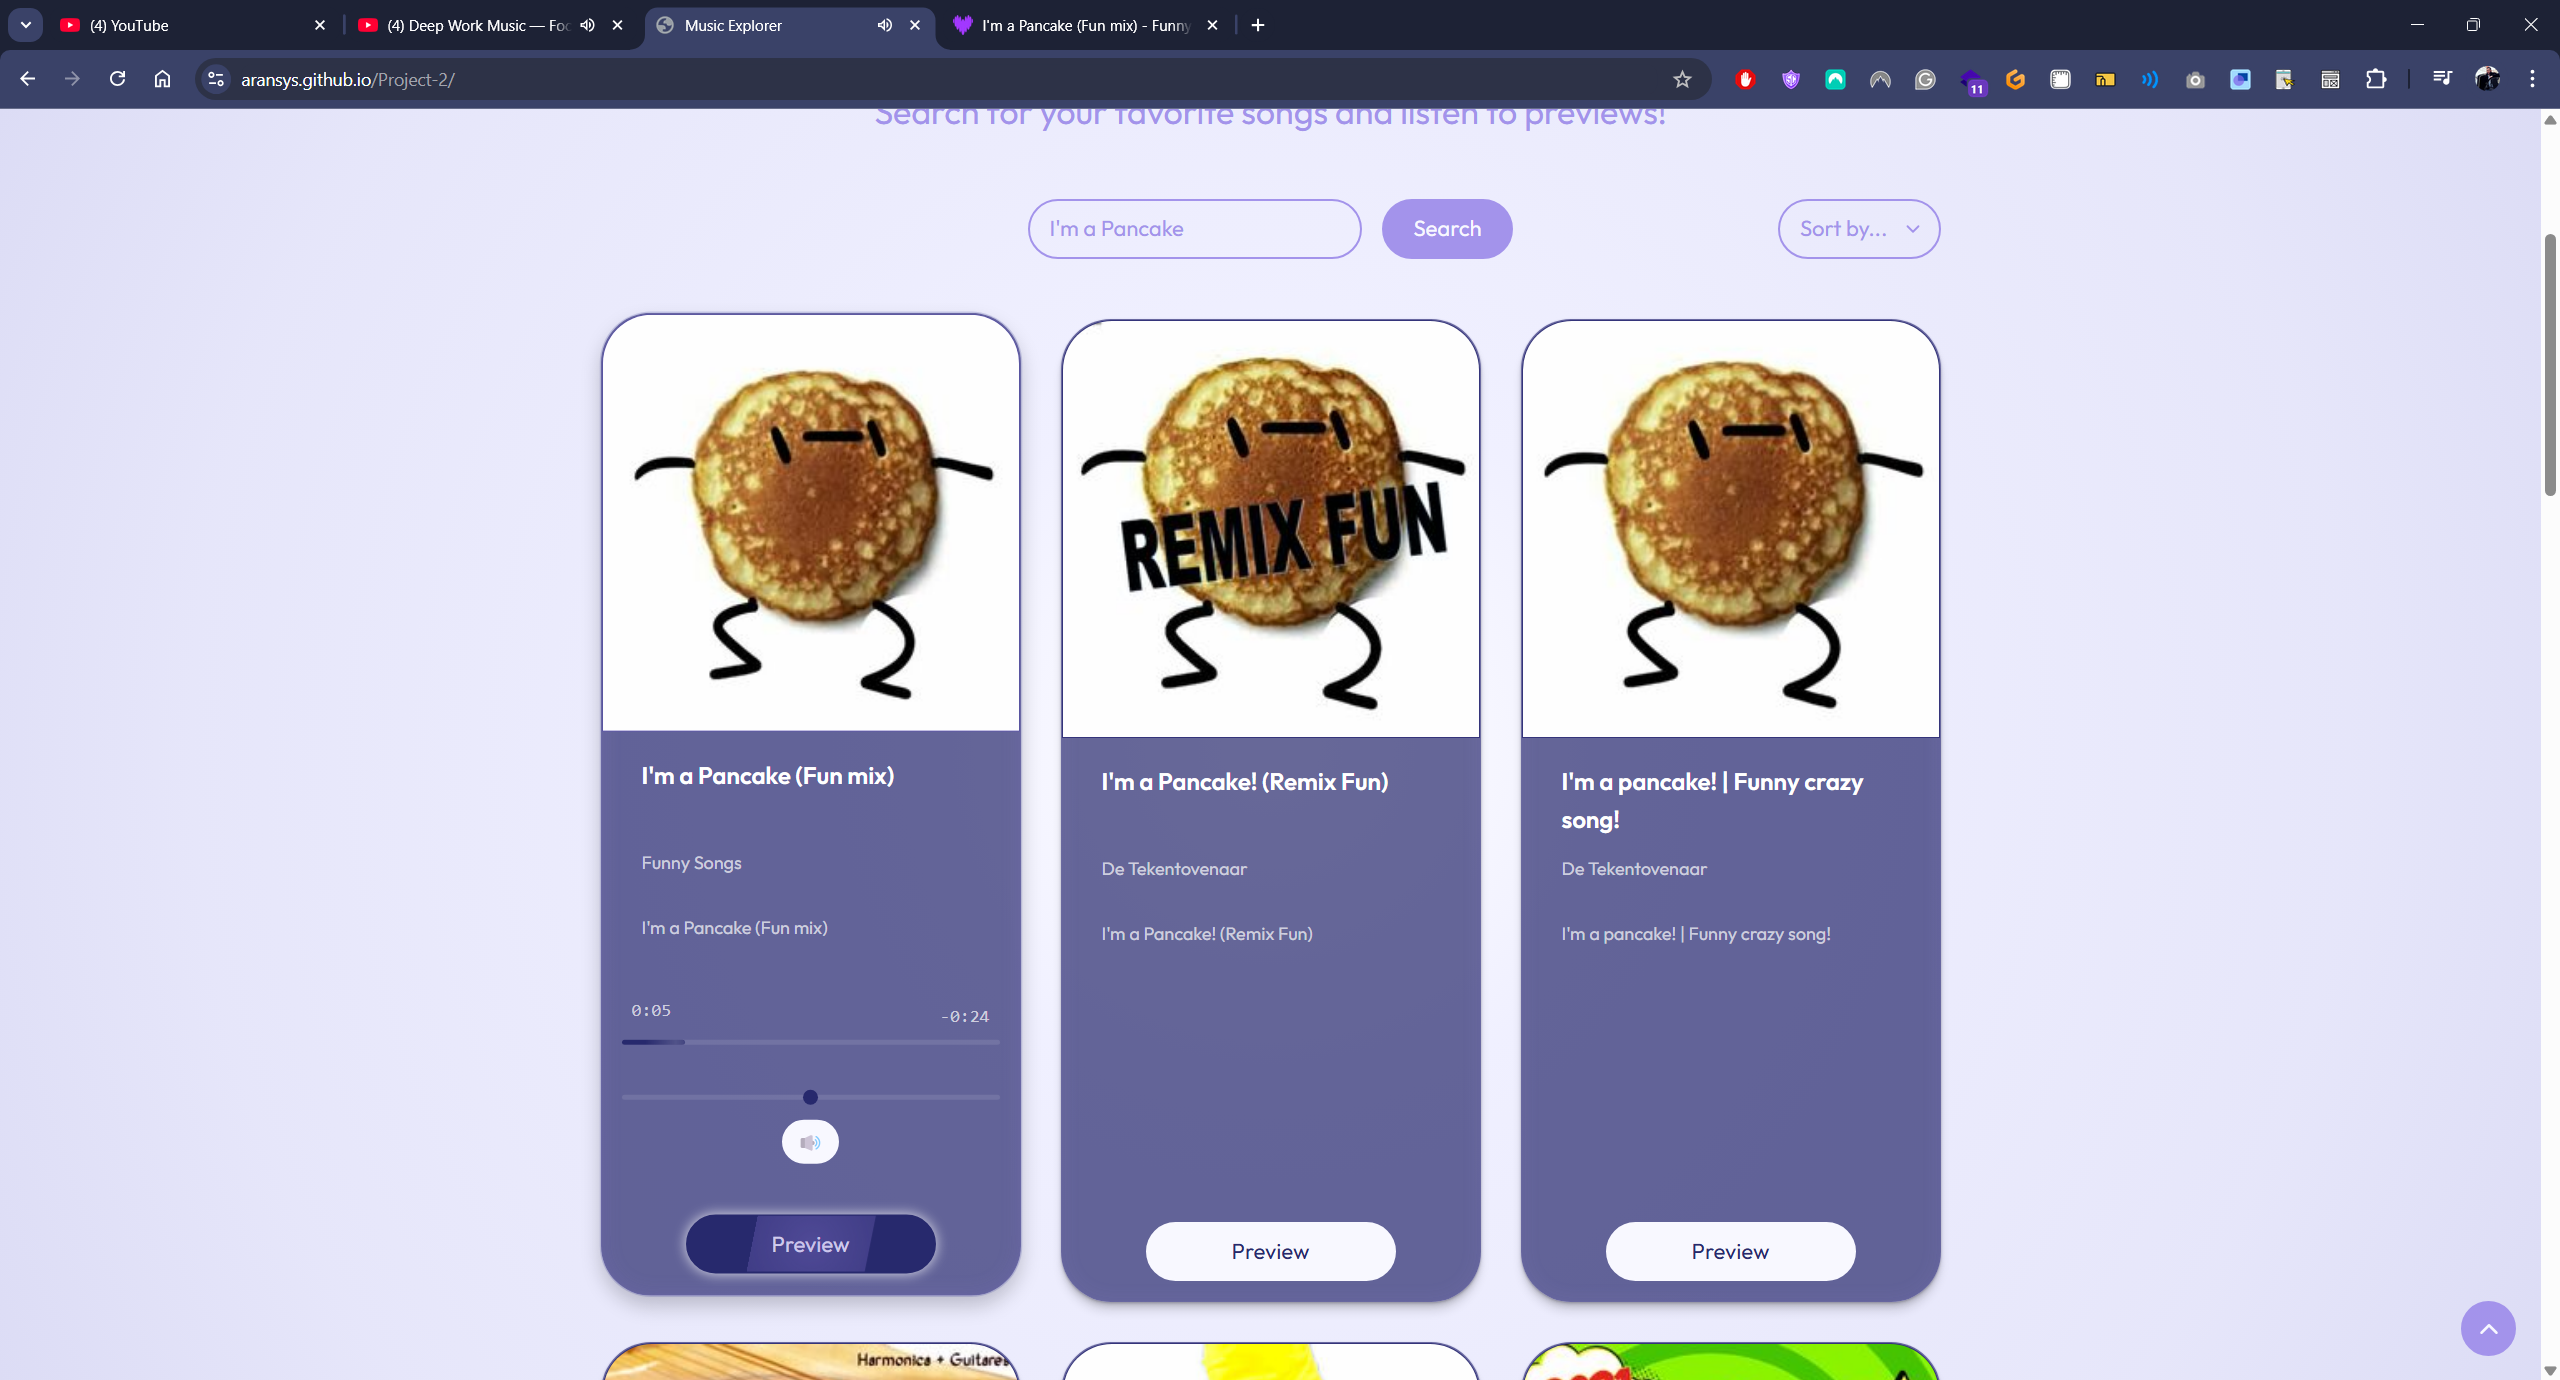 (4) YouTube
(4) Deep Work Music — Foc
Music Explorer
I'm a Pancake (Fun mix) - Funny
aransys.github.io/Project-2/
11
Search for your favorite songs and listen to previews!
I'm a Pancake
Search
Sort by...
REMIX FUN
I'm a Pancake (Fun mix)
Funny Songs
I'm a Pancake (Fun mix)
0:05
-0:24
Preview
I'm a Pancake! (Remix Fun)
De Tekentovenaar
I'm a Pancake! (Remix Fun)
Preview
I'm a pancake! | Funny crazy
song!
De Tekentovenaar
I'm a pancake! | Funny crazy song!
Preview
Harmonica + Guitares